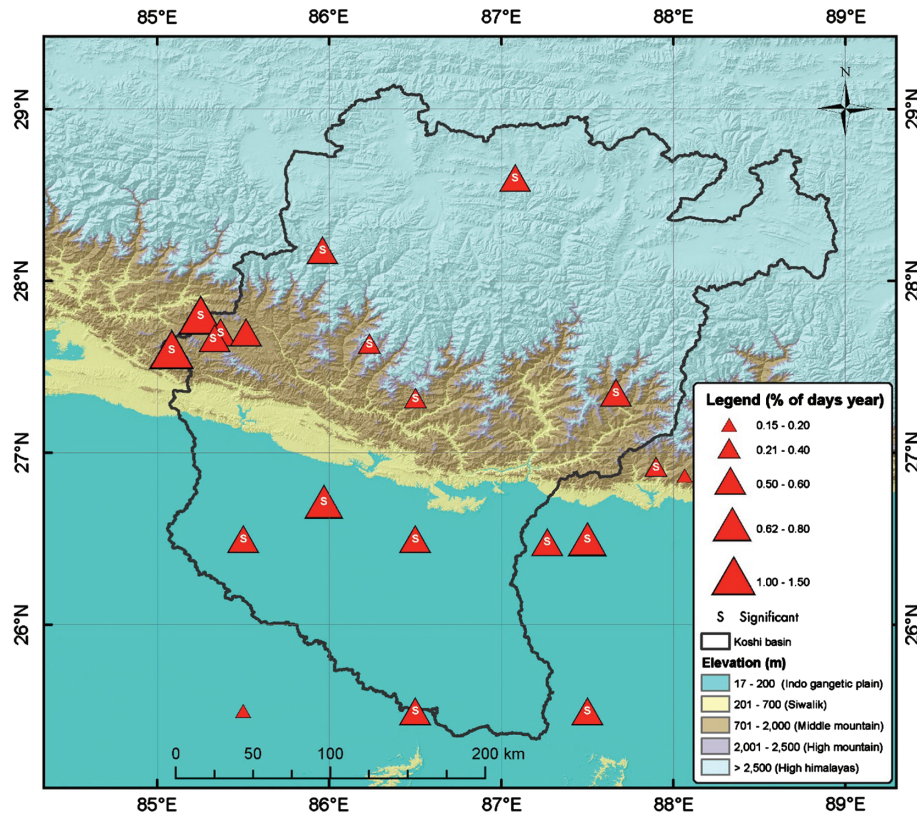 85°E 86°E 87°E 88°E 89°E
N
29°N 29°N
S
S
28°N 28°N
S
S
S
S
S
S
S
27°N 27°N
S
S
S
S
S
S
26°N 26°N
S
S
0 50 100 200 km
85°E 86°E 87°E 88°E 89°E
Legend (% of days year)
0.15 - 0.20
0.21 - 0.40
0.50 - 0.60
0.62 - 0.80
1.00 - 1.50
S Significant
Koshi basin
Elevation (m)
17 - 200 (Indo gangetic plain)
201 - 700 (Siwalik)
701 - 2,000 (Middle mountain)
2,001 - 2,500 (High mountain)
> 2,500 (High himalayas)